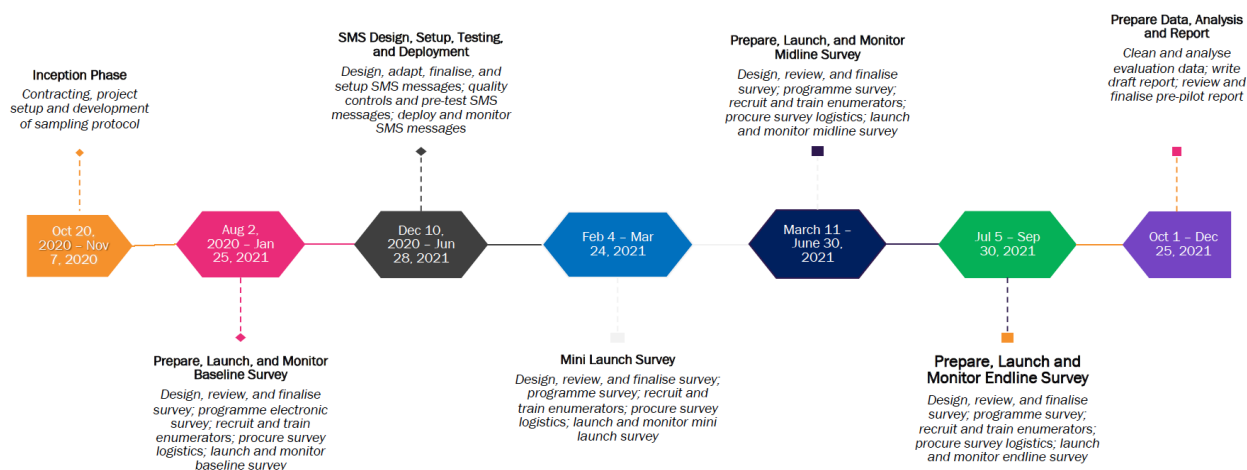 Inception Phase
Contracting, project
setup and development
of sampling protocol
Oct 20,
2020 – Nov
7, 2020
Aug 2,
2020 – Jan
25, 2021
Prepare, Launch, and Monitor
Baseline Survey
Design, review, and finalise
survey; programme electronic
survey; recruit and train
enumerators; procure survey
logistics; launch and monitor
baseline survey
SMS Design, Setup, Testing,
and Deployment
Design, adapt, finalise, and
setup SMS messages; quality
controls and pre-test SMS
messages; deploy and monitor
SMS messages
Dec 10,
2020 – Jun
28, 2021
Feb 4 – Mar
24, 2021
Mini Launch Survey
Design, review, and finalise survey;
programme survey; recruit and
train enumerators; procure survey
logistics; launch and monitor mini
launch survey
Prepare, Launch, and Monitor
Midline Survey
Design, review, and finalise
survey; programme survey;
recruit and train enumerators;
procure survey logistics; launch
and monitor midline survey
March 11 –
June 30,
2021
Jul 5 – Sep
30, 2021
Prepare, Launch and
Monitor Endline Survey
Design, review, and finalise
survey; programme survey;
recruit and train enumerators;
procure survey logistics; launch
and monitor endline survey
Prepare Data, Analysis
and Report
Clean and analyse
evaluation data; write
draft report; review and
finalise pre-pilot report
Oct 1 – Dec
25, 2021